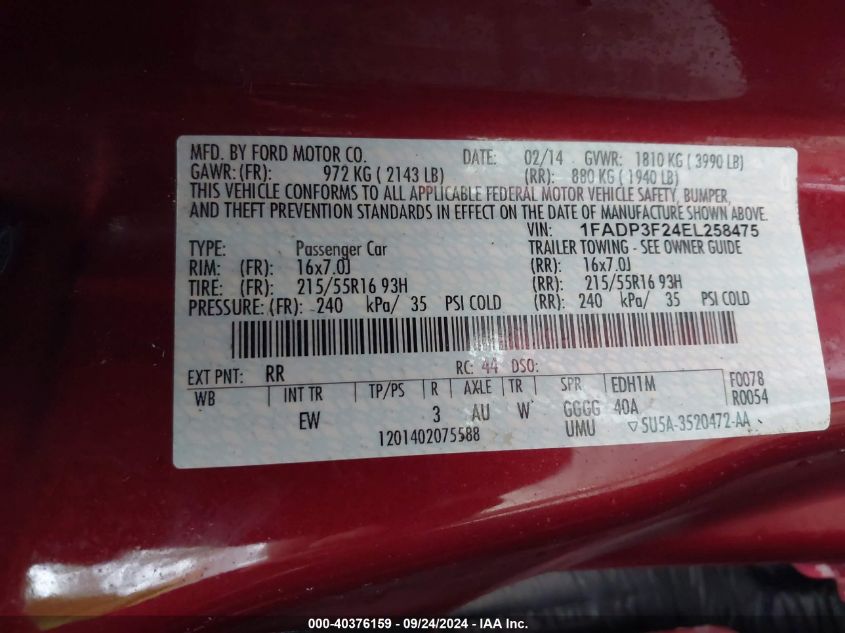 MFD. BY FORD MOTOR CO. DATE: 02/14 GVWR: 1810 KG ( 3990 LB)
GAWR:(FR): 972 KG ( 2143 LB) (RR): 880 KG ( 1940 LB)
THIS VEHICLE CONFORMS TO ALL APPLICABLE FEDERAL MOTOR VEHICLE SAFETY, BUMPER,
AND THEFT PREVENTION STANDARDS IN EFFECT ON THE DATE OF MANUFACTURE SHOWN ABOVE.
VIN: 1FADP3F24EL258475
TYPE: Passenger Car TRAILER TOWING - SEE OWNER GUIDE
RIM: (FR): 16x7.0J (RR): 16x7.0J
TIRE: (FR): 215/55R16 93H (RR): 215/55R16 93H
PRESSURE: (FR): 240 kPa/ 35 PSI COLD (RR): 240 kPa/ 35 PSI COLD
EXT PNT: RR RC: 44 DSO:
WB INT TR TP/PS R AXLE TR SPR EDH1M F0078
EW 3 AU W GGGG 40A R0054
1201402075588 UMU ▽5U5A-3520472-AA
000-40376159 - 09/24/2024 - IAA Inc.